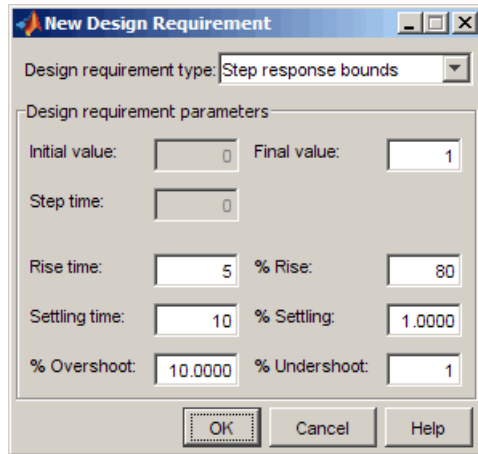 New Design Requirement
Design requirement type: Step response bounds
Design requirement parameters
Initial value: 0 Final value: 1
Step time: 0
Rise time: 5 % Rise: 80
Settling time: 10 % Settling: 1.0000
% Overshoot: 10.0000 % Undershoot: 1
OK Cancel Help